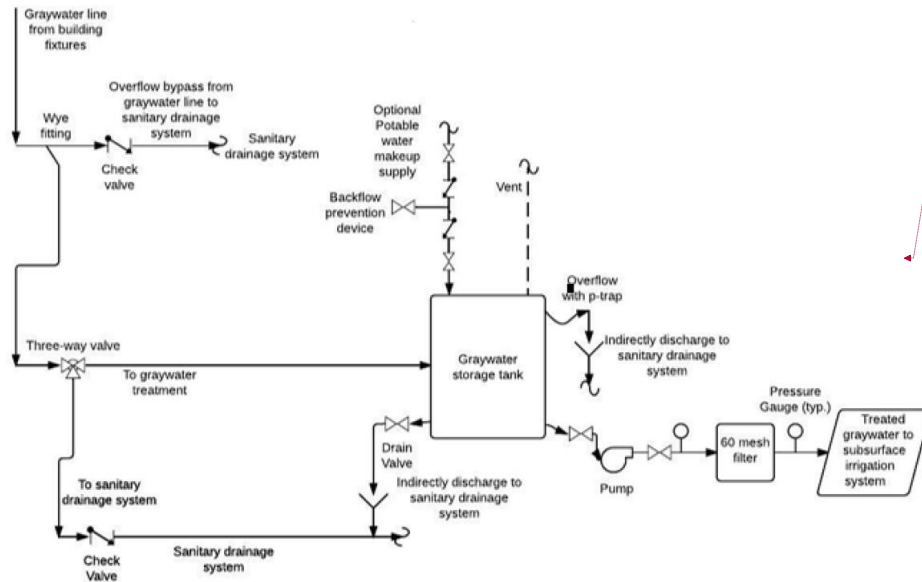 Graywater line
from building
fixtures
Overflow bypass from
graywater line to
sanitary drainage
system
Wye
fitting
Sanitary
drainage system
Check
valve
Optional
Potable
water
makeup
supply
Vent
Backflow
prevention
device
Overflow
with p-trap
Three-way valve
To graywater
treatment
Graywater
storage tank
Indirectly discharge to
sanitary drainage
system
Pressure
Gauge (typ.)
Drain
Valve
60 mesh
filter
Treated
graywater to
subsurface
irrigation
system
Pump
To sanitary
drainage system
Indirectly discharge to
sanitary drainage
system
Check
Valve
Sanitary drainage
system